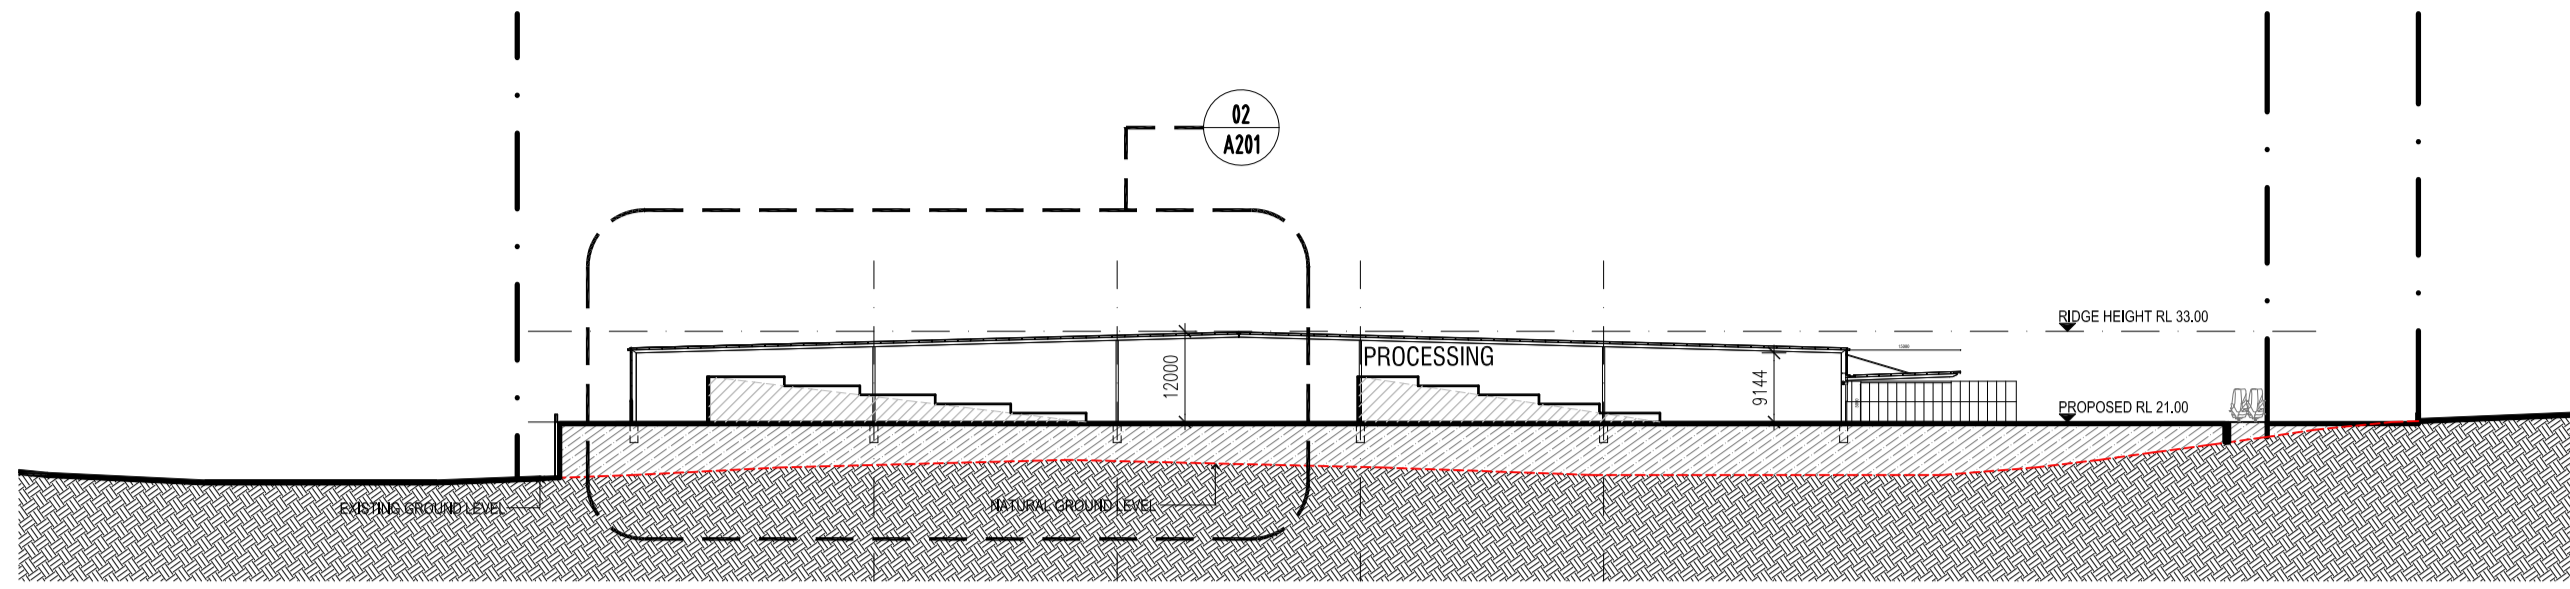 02
A201
RIDGE HEIGHT RL 33.00
PROCESSING
12000
9144
PROPOSED RL 21.00
EXISTING GROUND LEVEL
NATURAL GROUND LEVEL